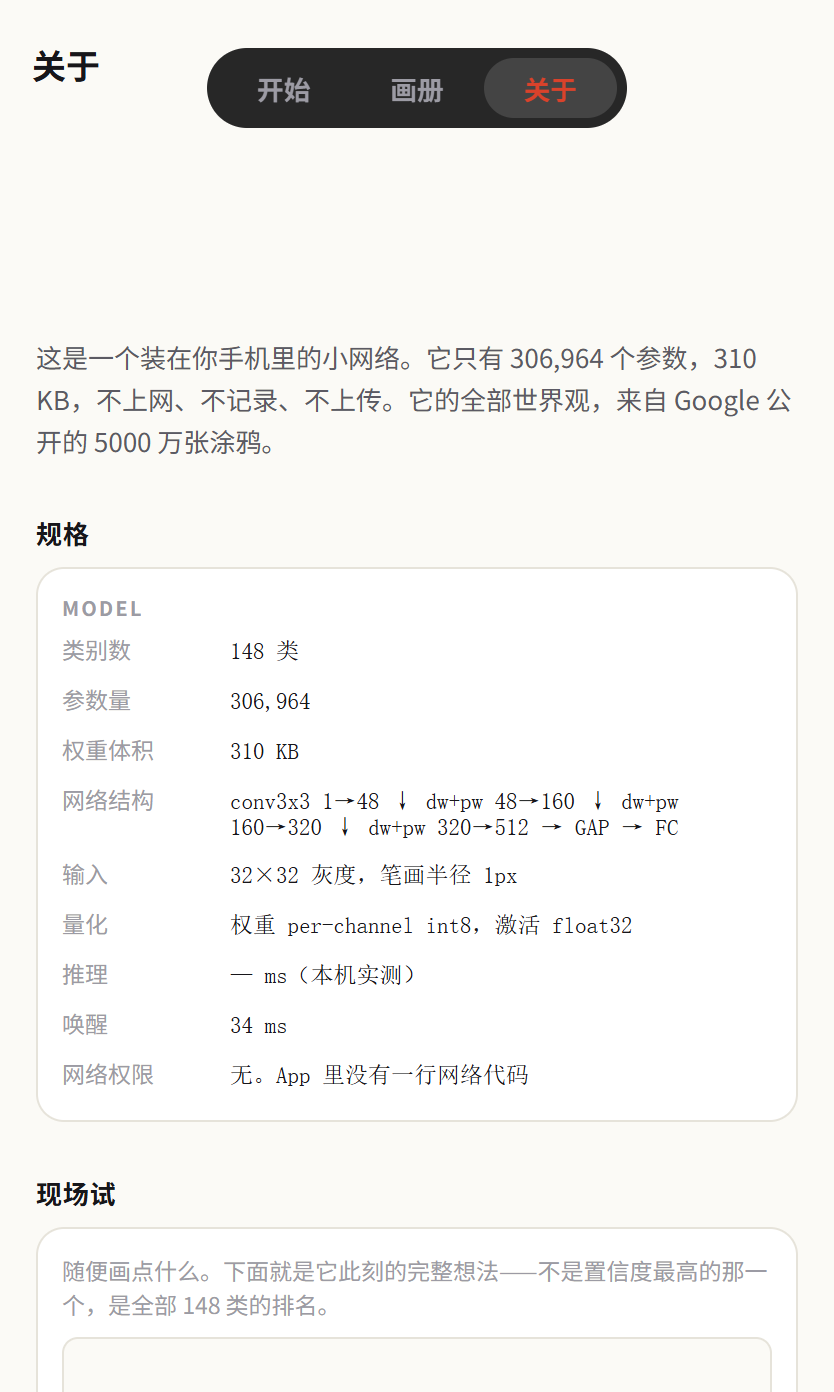 关于
开始
画册
关于
这是一个装在你手机里的小网络。它只有 306,964 个参数，310
KB，不上网、不记录、不上传。它的全部世界观，来自 Google 公
开的 5000 万张涂鸦。
规格
MODEL
类别数 148 类
参数量 306,964
权重体积 310 KB
网络结构 conv3x3 1→48 ↓ dw+pw 48→160 ↓ dw+pw
160→320 ↓ dw+pw 320→512 → GAP → FC
输入 32×32 灰度，笔画半径 1px
量化 权重 per-channel int8，激活 float32
推理 — ms（本机实测）
唤醒 34 ms
网络权限 无。App 里没有一行网络代码
现场试
随便画点什么。下面就是它此刻的完整想法——不是置信度最高的那一
个，是全部 148 类的排名。